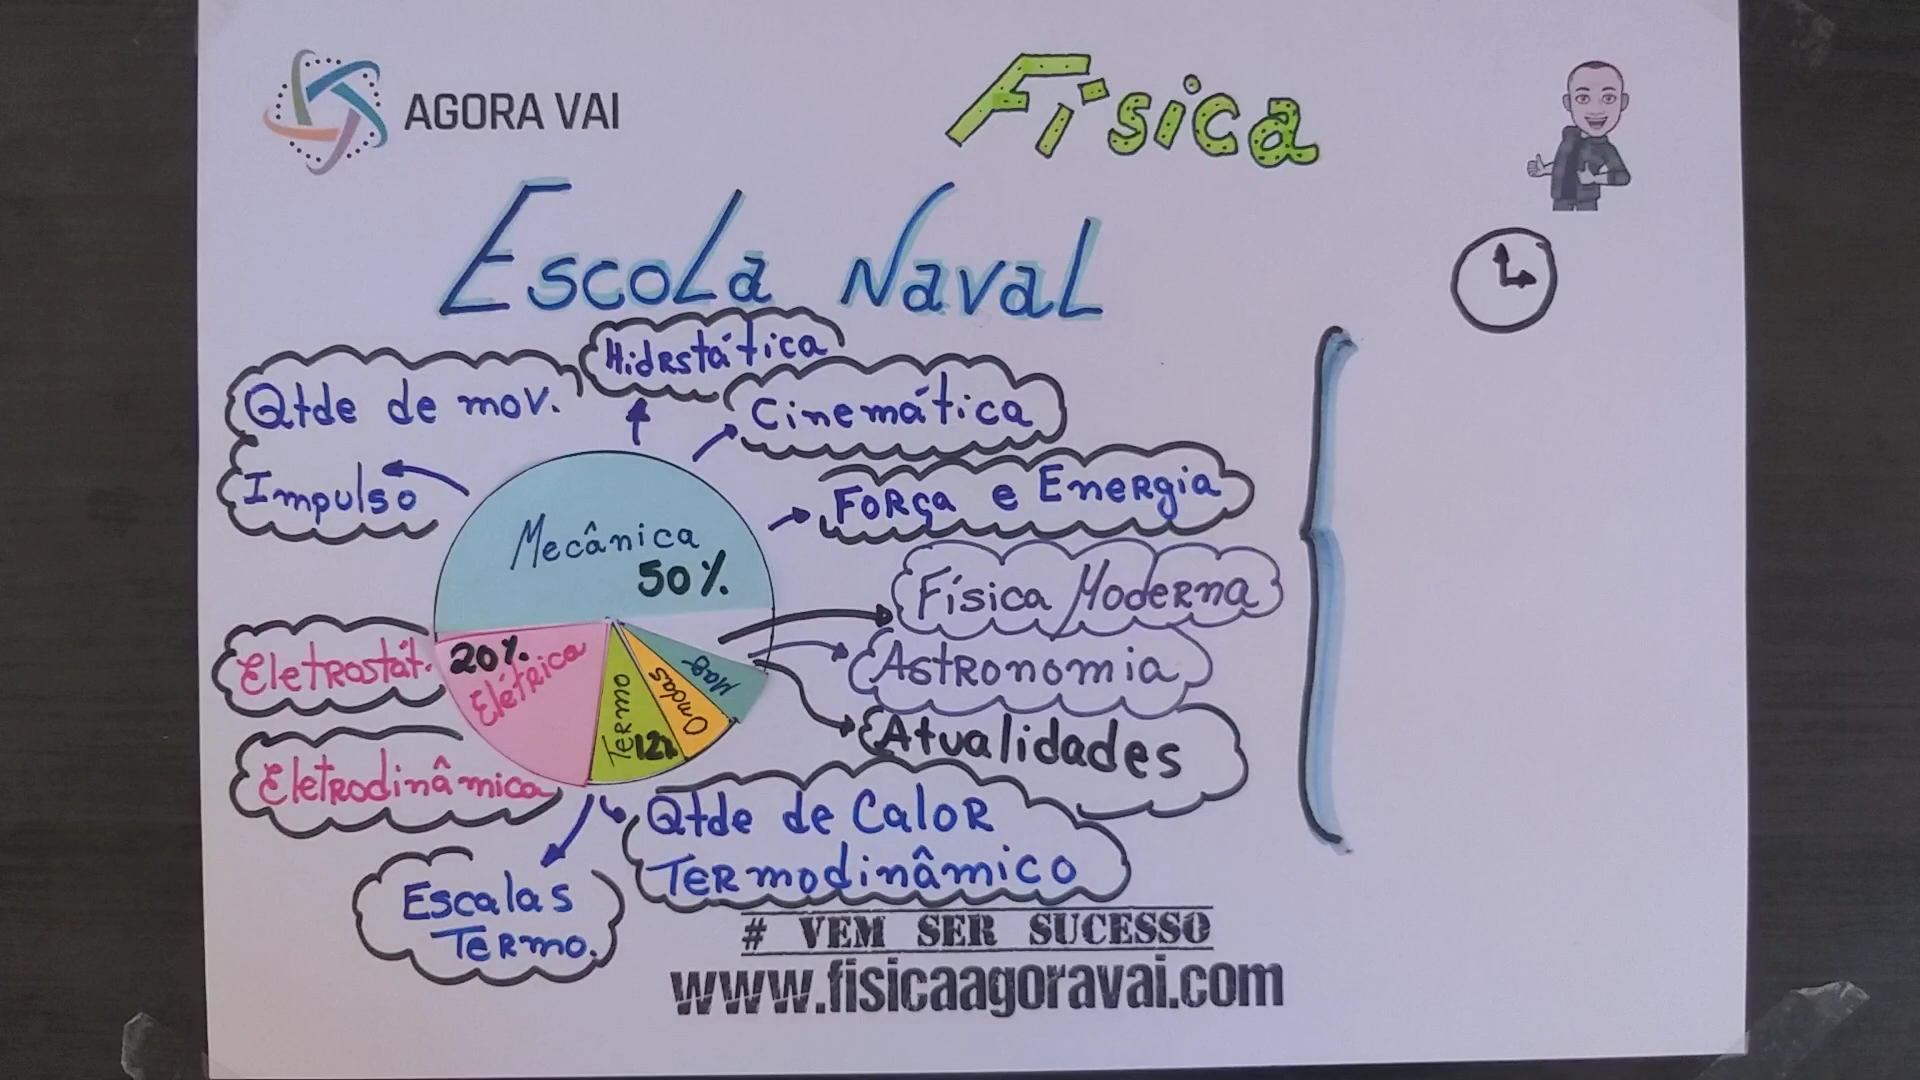 AGORA VAI
Física
Escola Naval
Hidrstática
Qtde de mov.
Impulso
Cinemática
Força e Energia
Mecânica
50%
Física Moderna
Astronomia
Atualidades
Eletrostát.
20%
Elétrica
Eletrodinâmica
Termo
12%
Ondas
Mag
Qtde de Calor
Termodinâmico
Escalas
Termo.
# VEM SER SUCESSO
www.fisicaagoravai.com